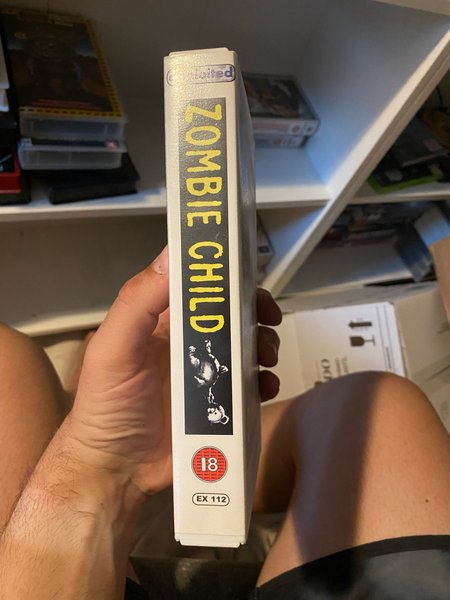 exploited
ZOMBIE CHILD
18
EX 112